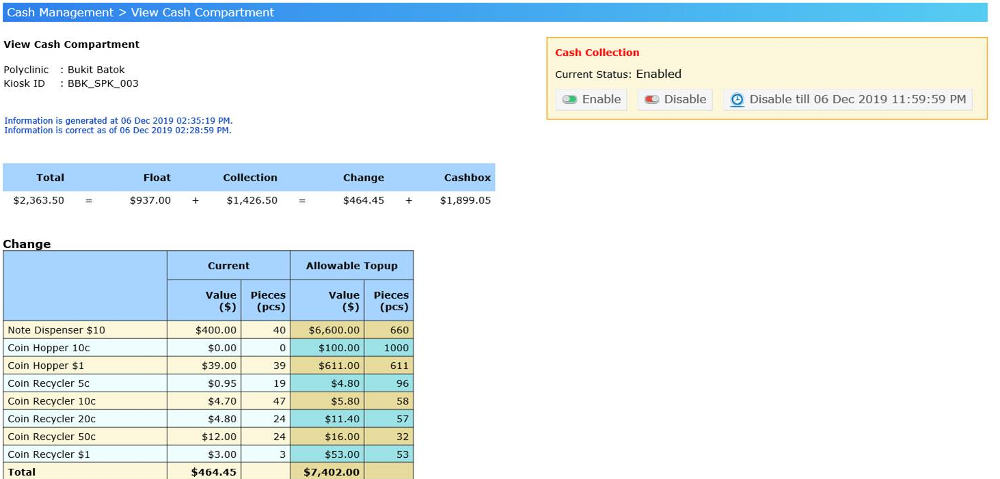 Cash Management > View Cash Compartment
View Cash Compartment
Polyclinic : Bukit Batok
Kiosk ID : BBK_SPK_003
Information is generated at 06 Dec 2019 02:35:19 PM.
Information is correct as of 06 Dec 2019 02:28:59 PM.
Cash Collection
Current Status: Enabled
Enable Disable Disable till 06 Dec 2019 11:59:59 PM
Total Float Collection Change Cashbox
$2,363.50 = $937.00 + $1,426.50 = $464.45 + $1,899.05
Change
Current Allowable Topup
Value Pieces Value Pieces
($) (pcs) ($) (pcs)
Note Dispenser $10 $400.00 40 $6,600.00 660
Coin Hopper 10c $0.00 0 $100.00 1000
Coin Hopper $1 $39.00 39 $611.00 611
Coin Recycler 5c $0.95 19 $4.80 96
Coin Recycler 10c $4.70 47 $5.80 58
Coin Recycler 20c $4.80 24 $11.40 57
Coin Recycler 50c $12.00 24 $16.00 32
Coin Recycler $1 $3.00 3 $53.00 53
Total $464.45 $7,402.00